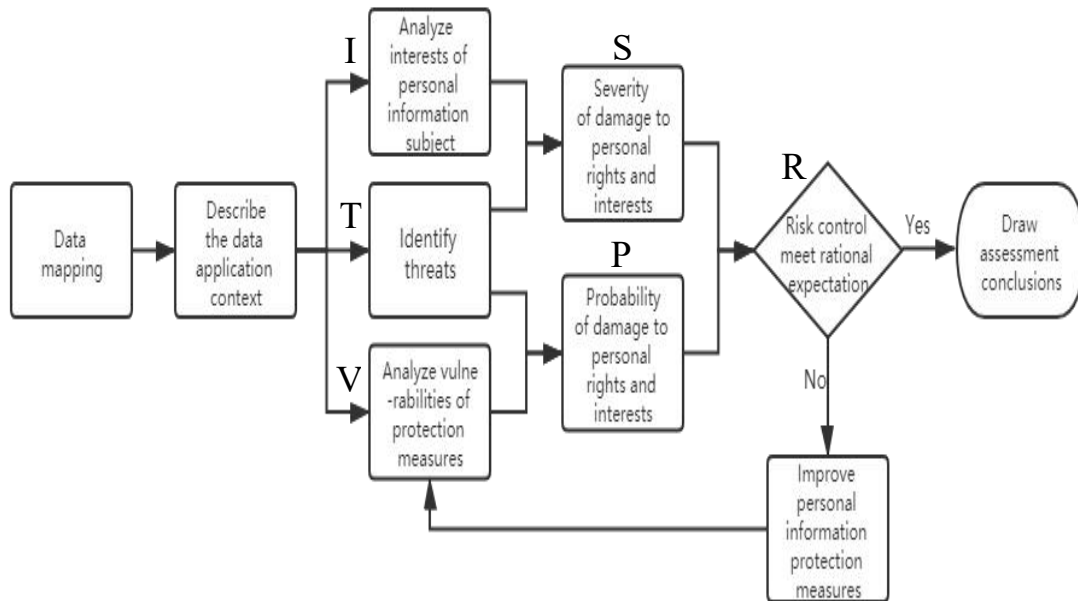 Data
mapping
Describe
the data
application
context
I
Analyze
interests of
personal
information
subject
T
Identify
threats
V
Analyze vulne
-rabilities of
protection
measures
S
Severity
of damage to
personal
rights and
interests
P
Probability
of damage to
personal
rights and
interests
R
Risk control
meet rational
expectation
Yes
Draw
assessment
conclusions
No
Improve
personal
information
protection
measures